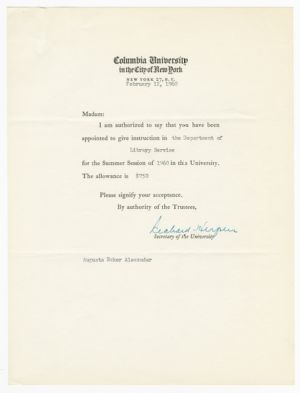 Columbia University
in the City of New York
NEW YORK 27, N.Y.
February 12, 1960
Madam:
I am authorized to say that you have been
appointed to give instruction in the Department of
Library Service
for the Summer Session of 1960 in this University.
The allowance is $750
Please signify your acceptance.
By authority of the Trustees,
Richard Herpers
Secretary of the University
Augusta Baker Alexander